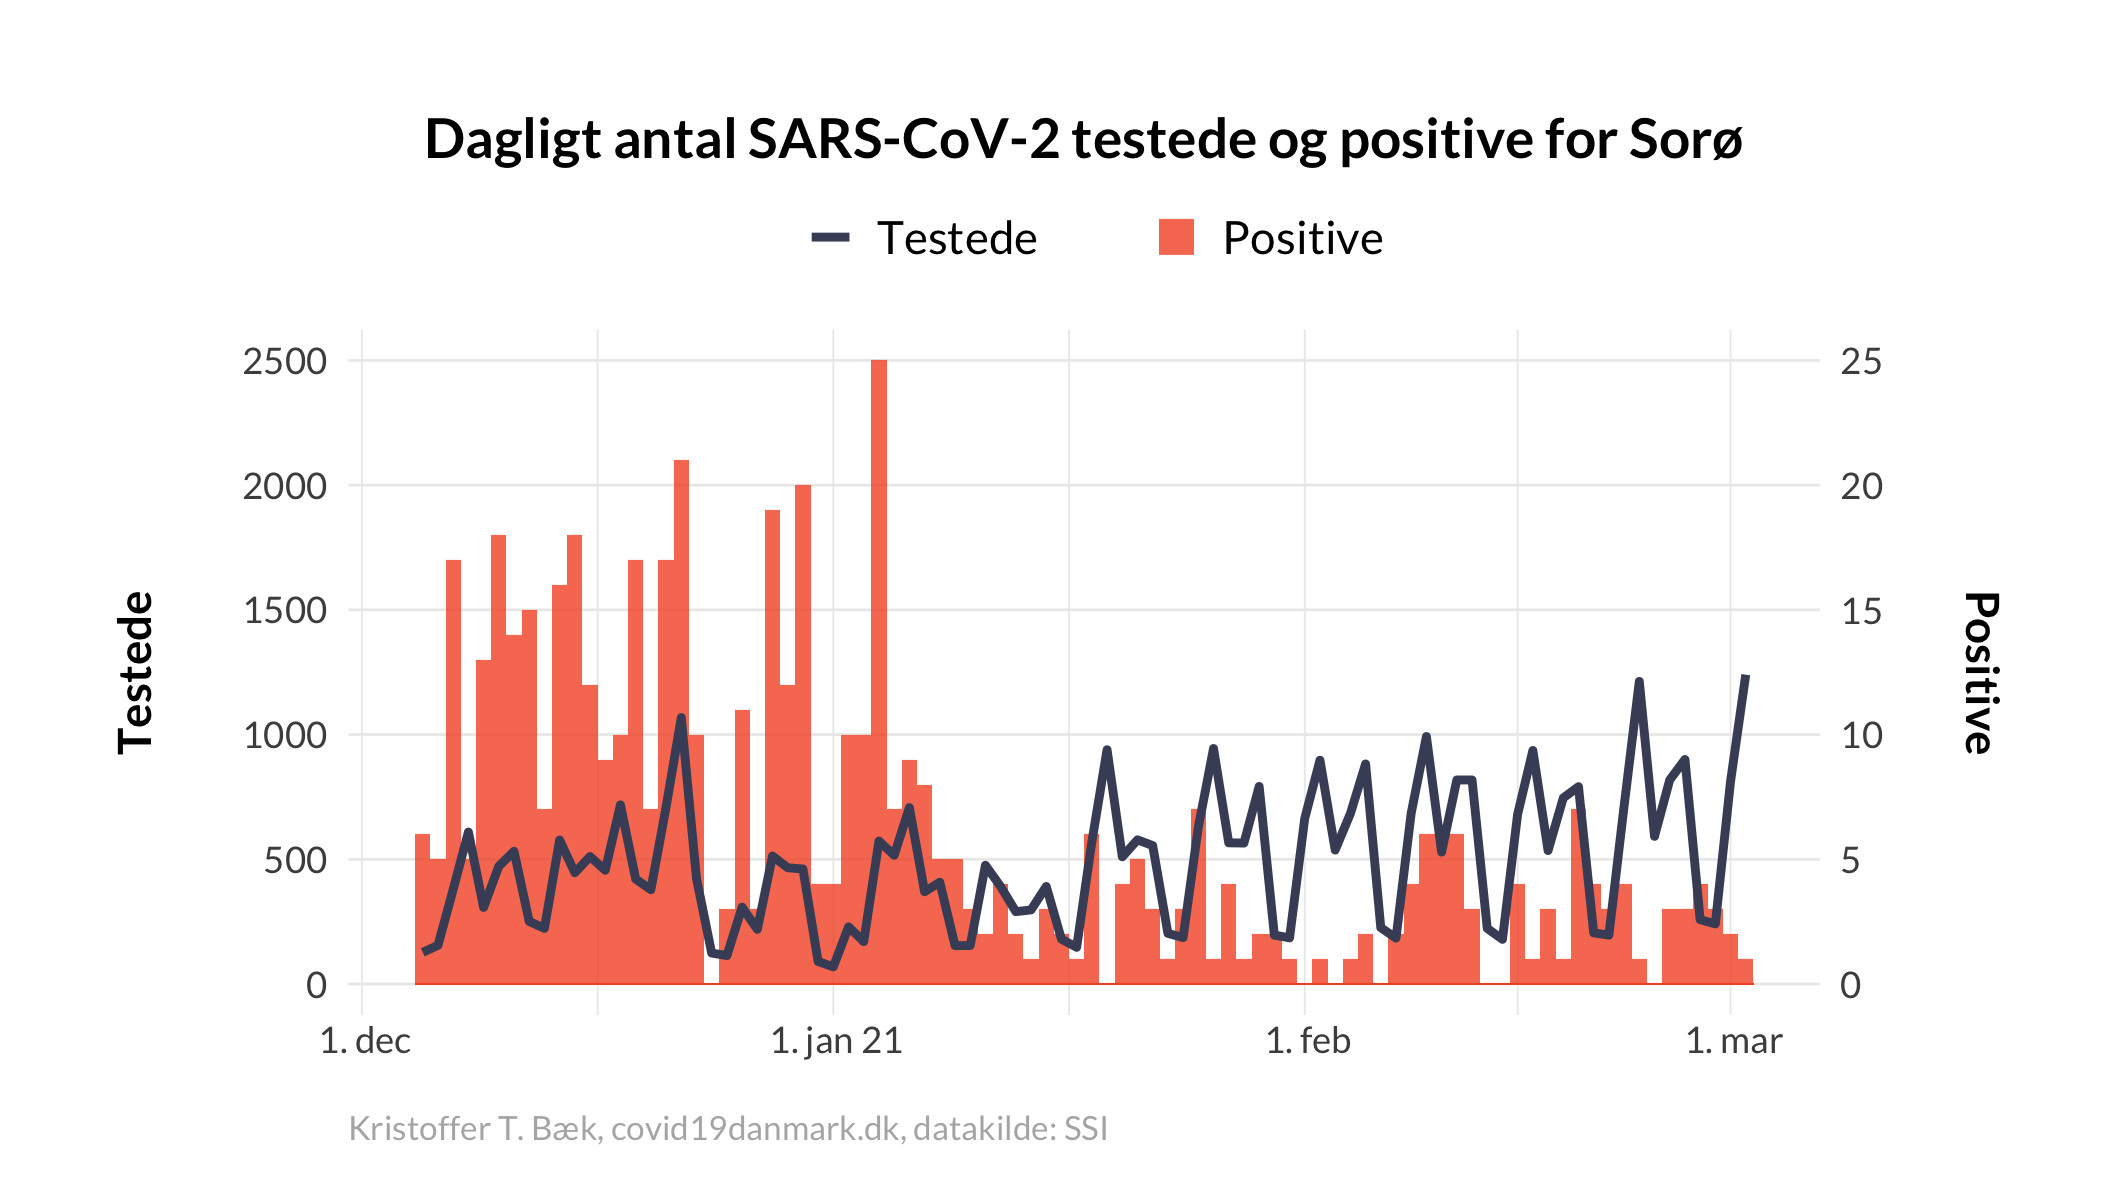 Dagligt antal SARS-CoV-2 testede og positive for Sorø
Testede Positive
2500 25
2000 20
1500 15
1000 10
500 5
0 0
Testede
Positive
1. dec 1. jan 21 1. feb 1. mar
Kristoffer T. Bæk, covid19danmark.dk, datakilde: SSI